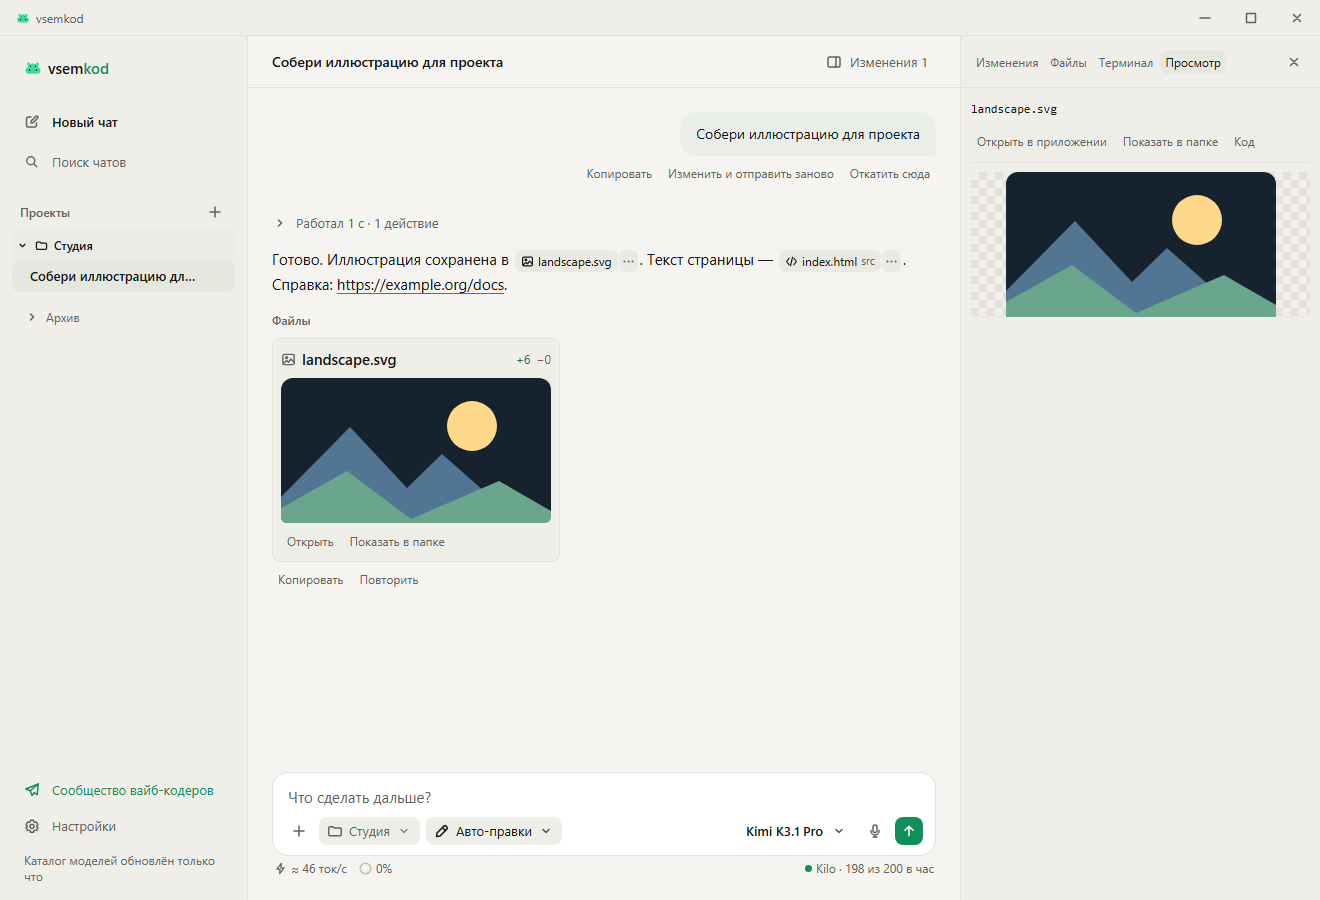 vsemkod
vsemkod
Новый чат
Поиск чатов
Проекты
Студия
Собери иллюстрацию дл...
Архив
Сообщество вайб-кодеров
Настройки
Каталог моделей обновлён только
что
Собери иллюстрацию для проекта
Изменения 1
Собери иллюстрацию для проекта
Копировать Изменить и отправить заново Откатить сюда
Работал 1 с · 1 действие
Готово. Иллюстрация сохранена в landscape.svg ··· . Текст страницы — index.html src ··· .
Справка: https://example.org/docs.
Файлы
landscape.svg +6 −0
Открыть Показать в папке
Копировать Повторить
Что сделать дальше?
Студия Авто-правки Kimi K3.1 Pro
≈ 46 ток/с 0% Kilo · 198 из 200 в час
Изменения Файлы Терминал Просмотр
landscape.svg
Открыть в приложении Показать в папке Код